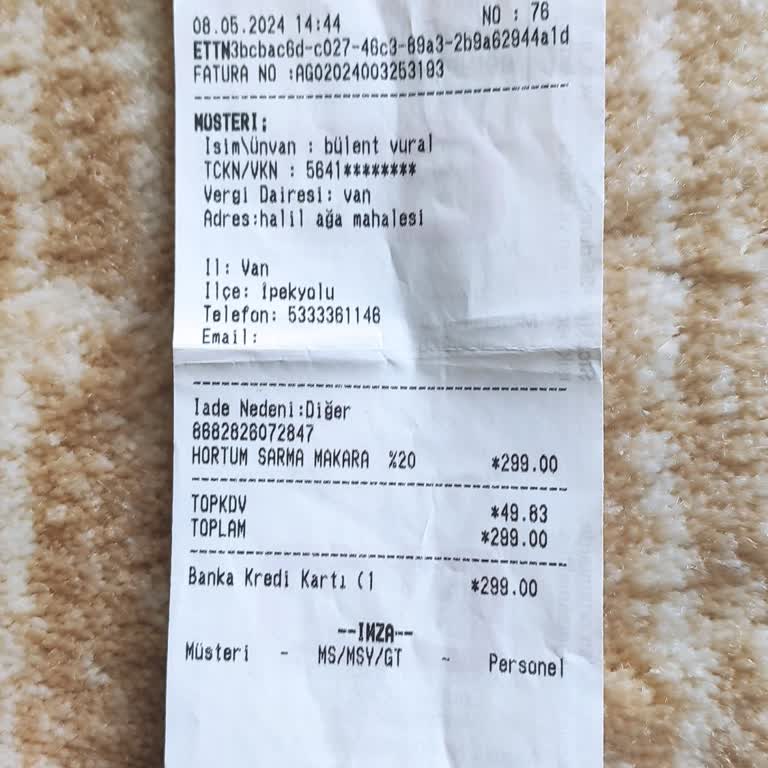 08.05.2024 14:44 NO : 76
ETTN3bcbac6d-c027-46c3-89a3-2b9a62944a1d
FATURA NO :AGO2024003253193
MÜSTERI:
Isim\Ünvan : bülent vural
TCKN/VKN : 5641********
Vergi Dairesi: van
Adres:halil ağa mahalesi
Il: Van
Ilçe: İpekyolu
Telefon: 5333361146
Email:
Iade Nedeni:Diğer
8682826072847
HORTUM SARMA MAKARA %20 *299.00
TOPKDV *49.83
TOPLAM *299.00
Banka Kredi Kartı (1 *299.00
--IMZA--
Müsteri - MS/MSY/GT - Personel